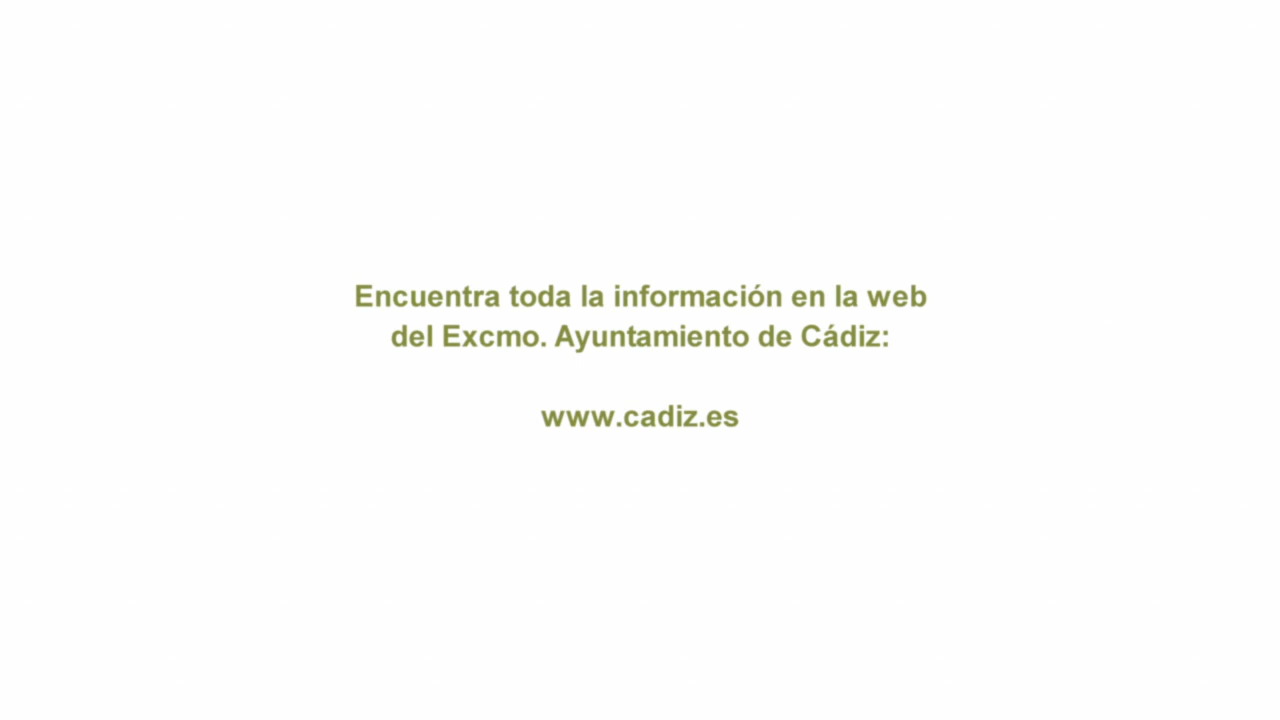 Encuentra toda la información en la web
del Excmo. Ayuntamiento de Cádiz:
www.cadiz.es